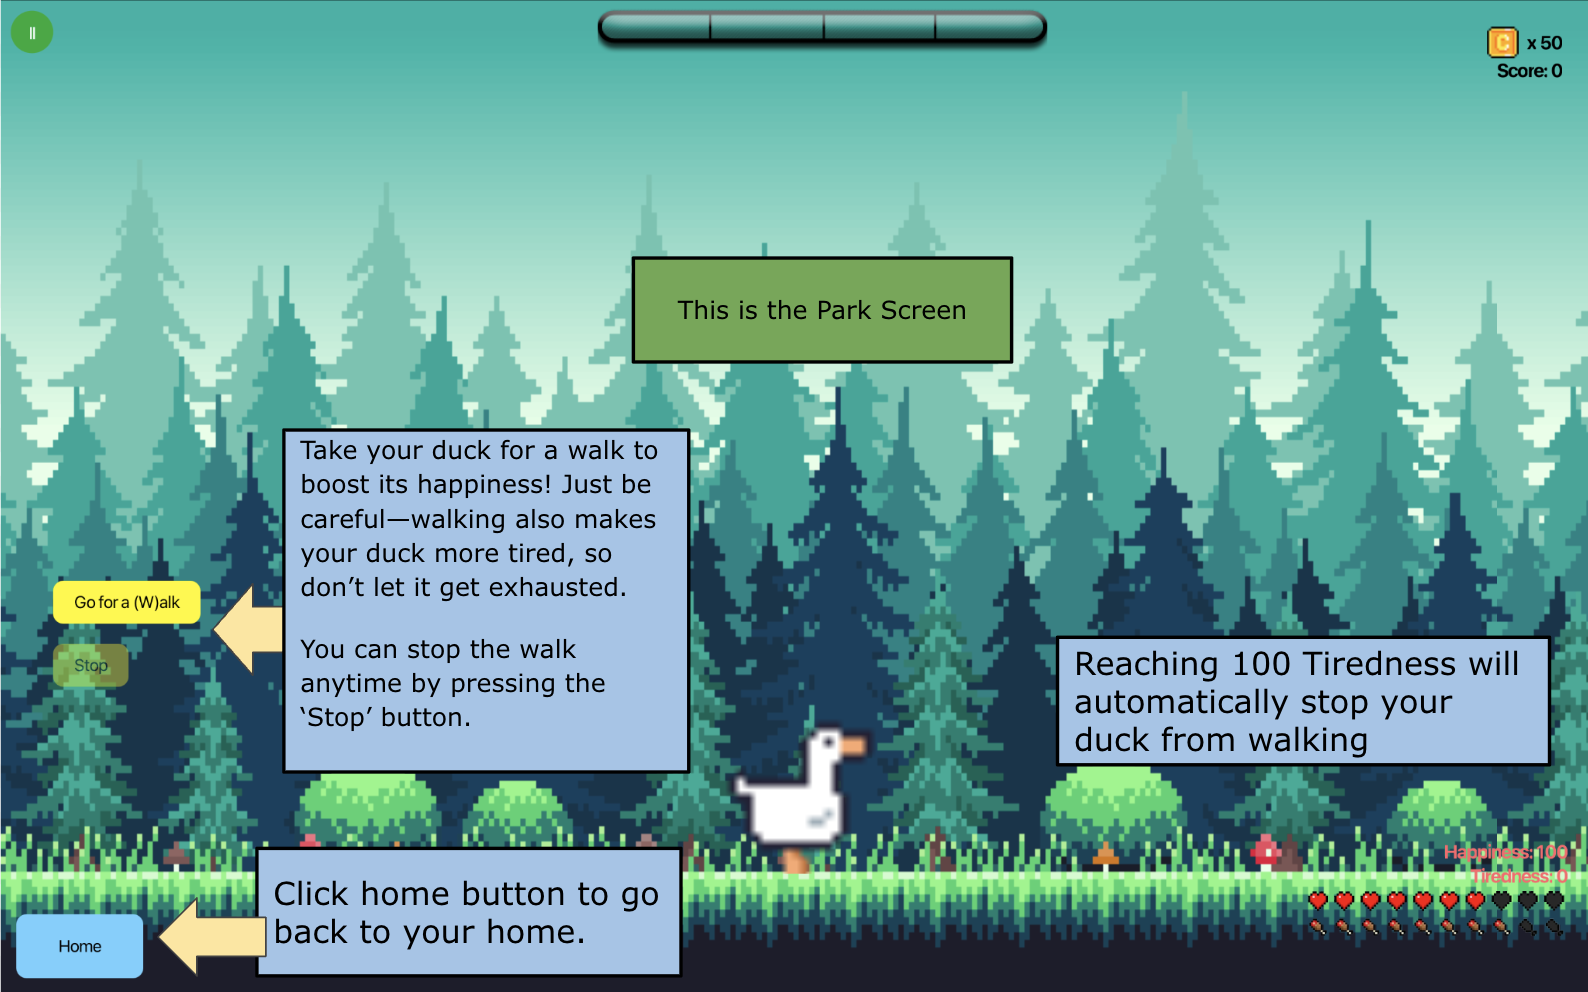 x 50
Score: 0
This is the Park Screen
Take your duck for a walk to
boost its happiness! Just be
careful—walking also makes
your duck more tired, so
don’t let it get exhausted.
You can stop the walk
anytime by pressing the
‘Stop’ button.
Go for a (W)alk
Stop
Reaching 100 Tiredness will
automatically stop your
duck from walking
Happiness: 100
Tiredness: 0
Click home button to go
back to your home.
Home